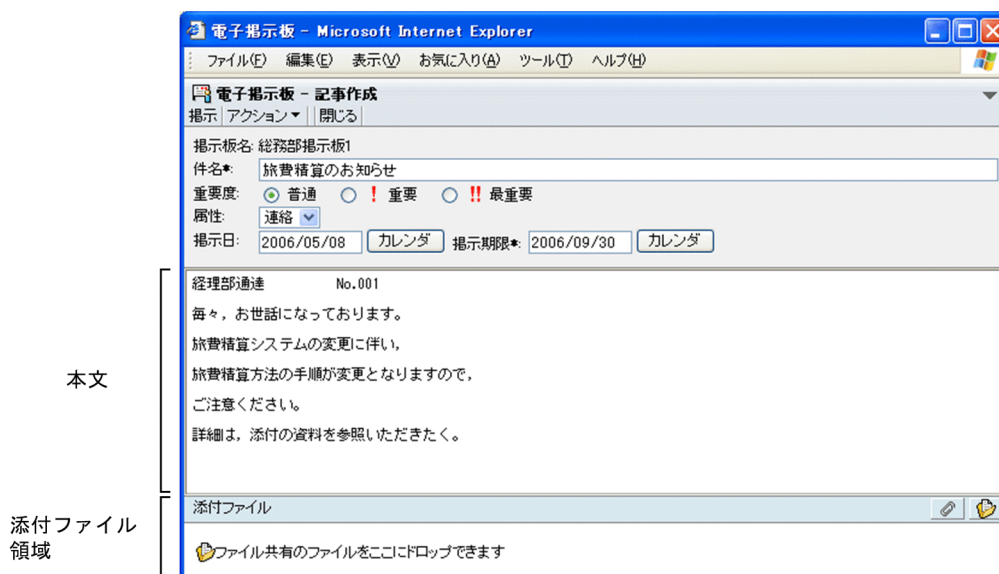 電子掲示板 - Microsoft Internet Explorer
ファイル(F) 編集(E) 表示(V) お気に入り(A) ツール(T) ヘルプ(H)
電子掲示板 - 記事作成
掲示 アクション▼ 閉じる
掲示板名: 総務部掲示板1
件名*: 旅費精算のお知らせ
重要度: 普通 ! 重要 !! 最重要
属性: 連絡
掲示日: 2006/05/08 カレンダ 掲示期限*: 2006/09/30 カレンダ
経理部通達 No.001
毎々，お世話になっております。
旅費精算システムの変更に伴い，
旅費精算方法の手順が変更となりますので，
ご注意ください。
詳細は，添付の資料を参照いただきたく。
本文
添付ファイル
添付ファイル
領域
ファイル共有のファイルをここにドロップできます